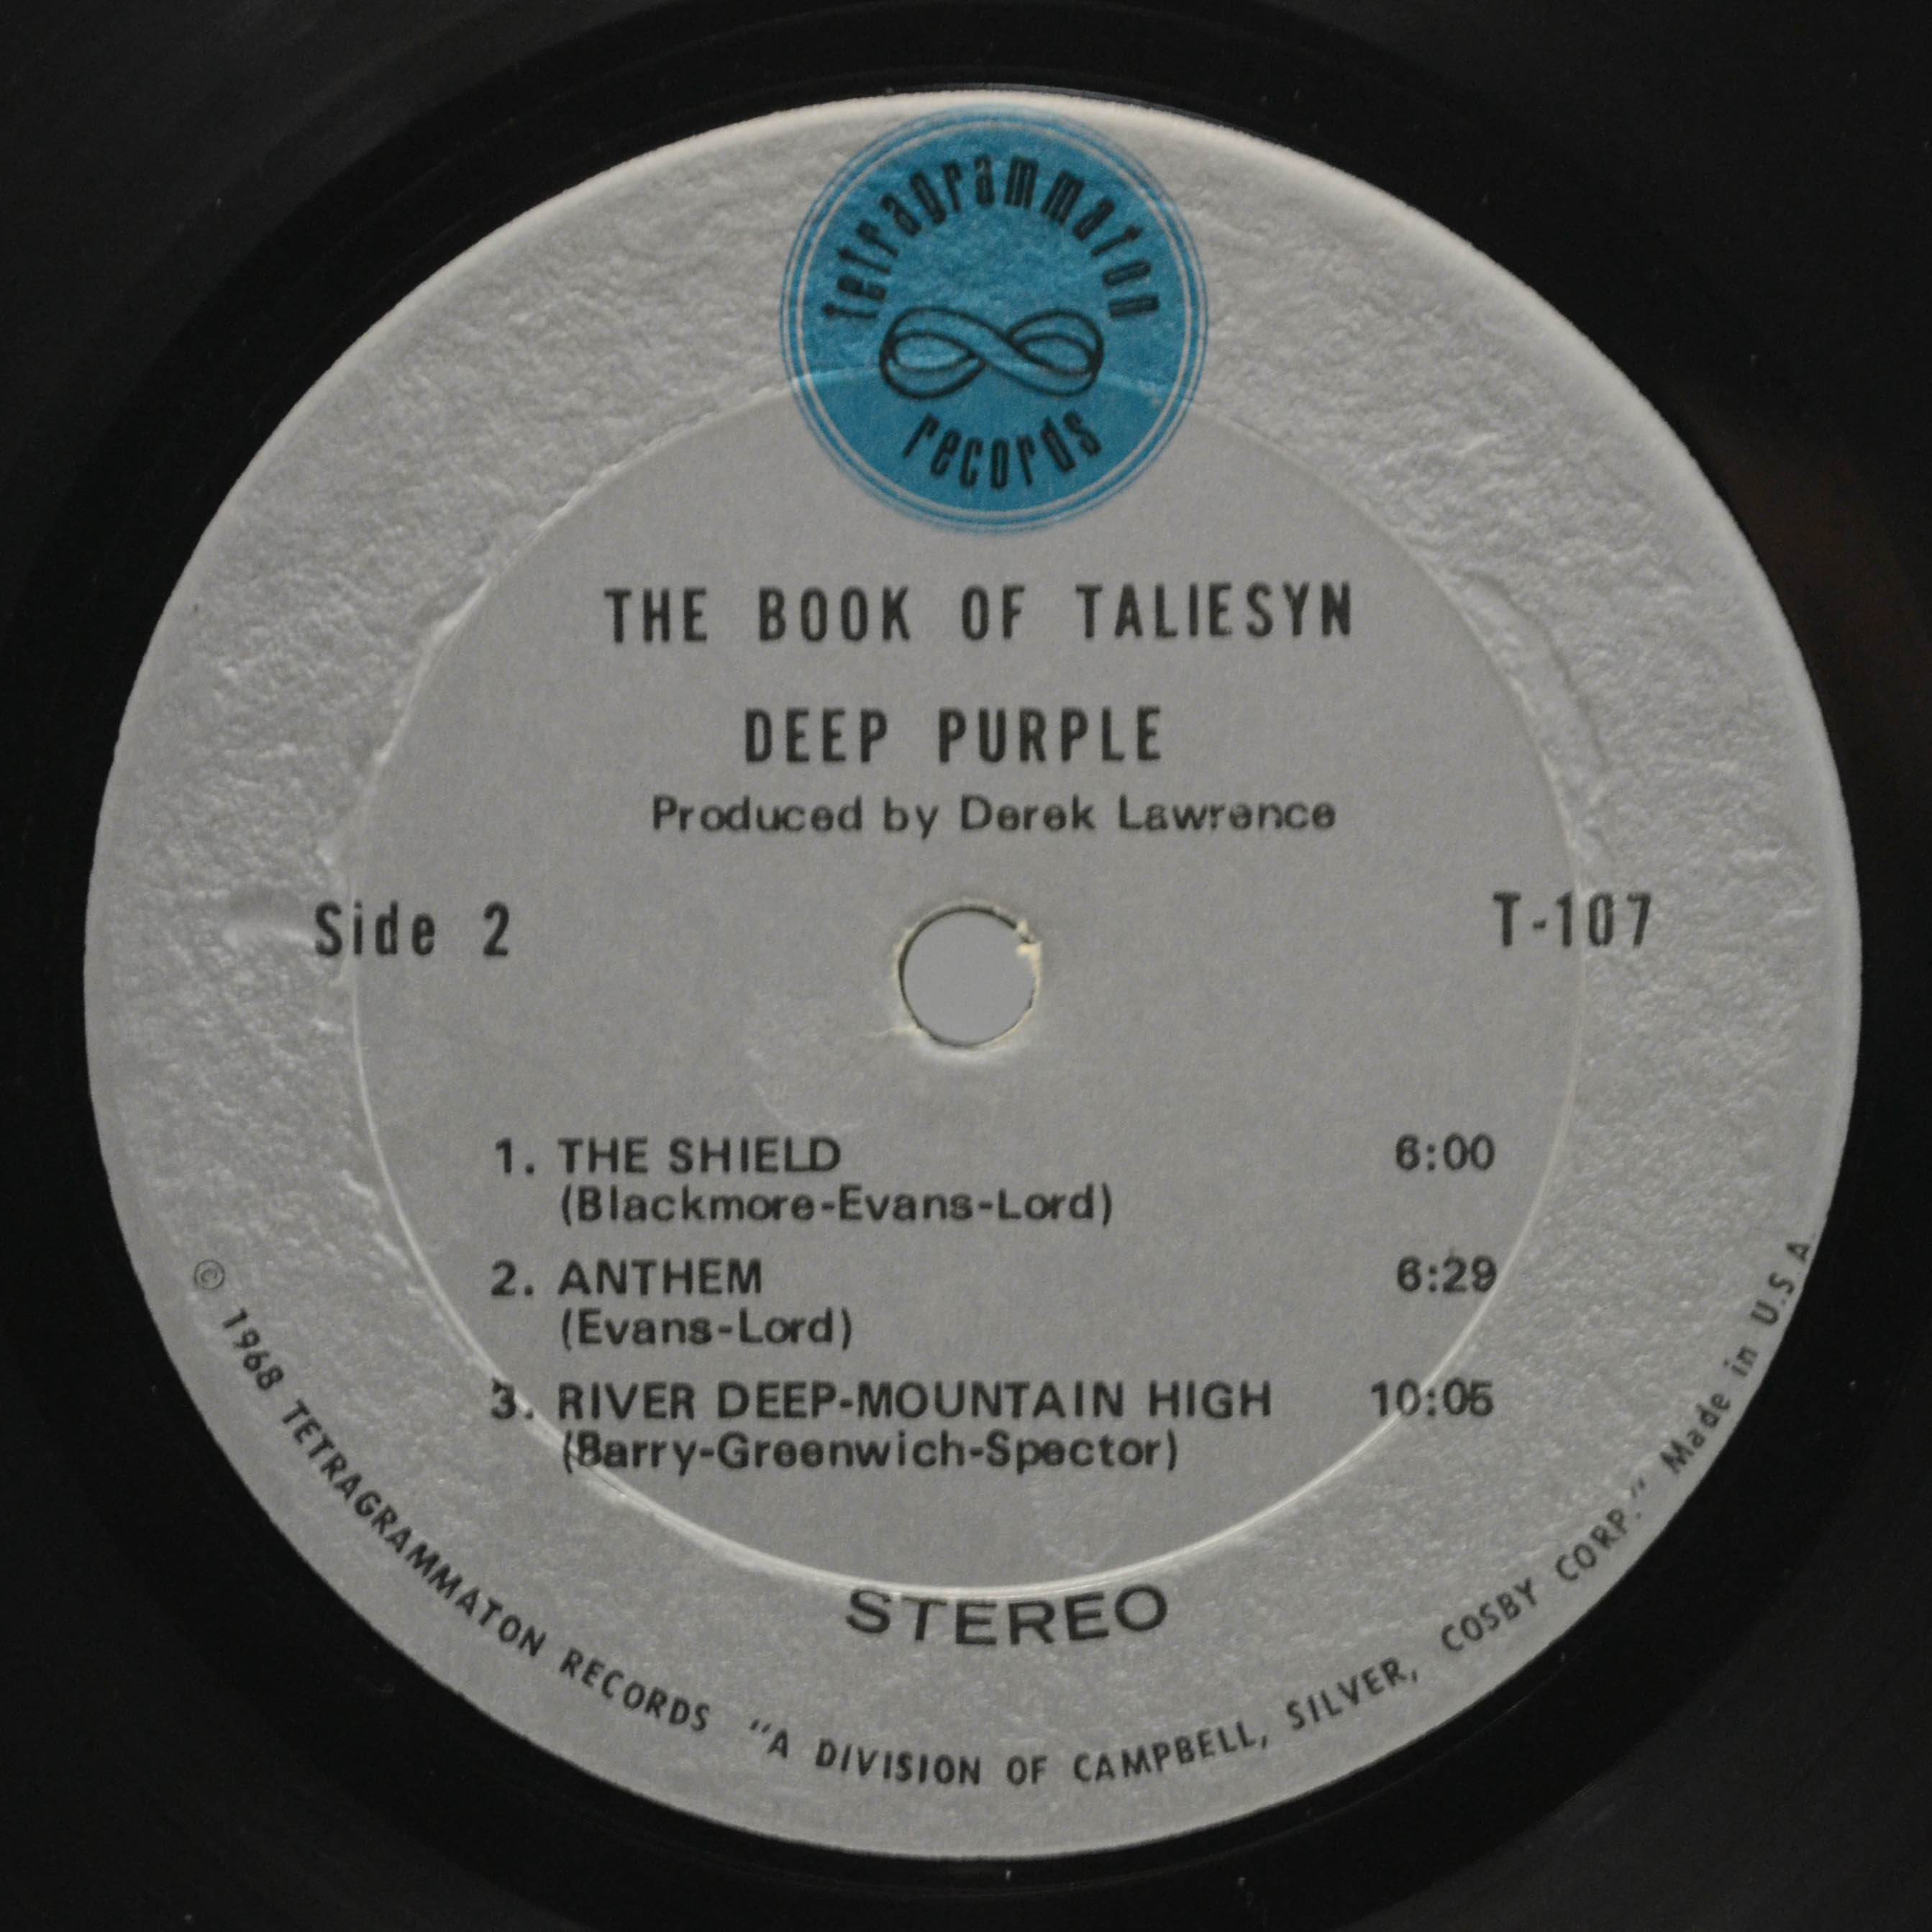 tetragrammaton
records
THE BOOK OF TALIESYN
DEEP PURPLE
Produced by Derek Lawrence
Side 2
T-107
1. THE SHIELD 6:00
(Blackmore-Evans-Lord)
2. ANTHEM 6:29
(Evans-Lord)
3. RIVER DEEP-MOUNTAIN HIGH 10:05
(Barry-Greenwich-Spector)
STEREO
© 1968 TETRAGRAMMATON RECORDS "A DIVISION OF CAMPBELL, SILVER, COSBY CORP." Made in U.S.A.